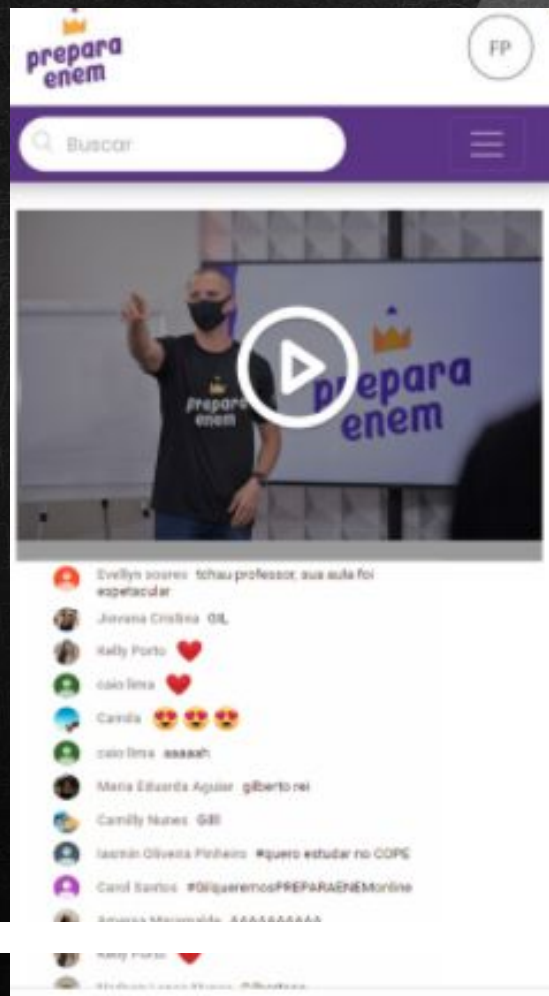 prepara
enem
FP
Buscar
prepara
enem
prepara
enem
Evellyn soares tchau professor, sua aula foi
espetacular
Jiovana Cristina GIL
Kelly Porto
caio lima
Camila
caio lima aaaaah
Maria Eduarda Aguiar gilberto rei
Camilly Nunes Gilll
Iasmin Oliveira Pinheiro #quero estudar no COPE
Carol Santos #GilqueremosPREPARAENEMonline
AAAAAAAAAA
Kelly Porto